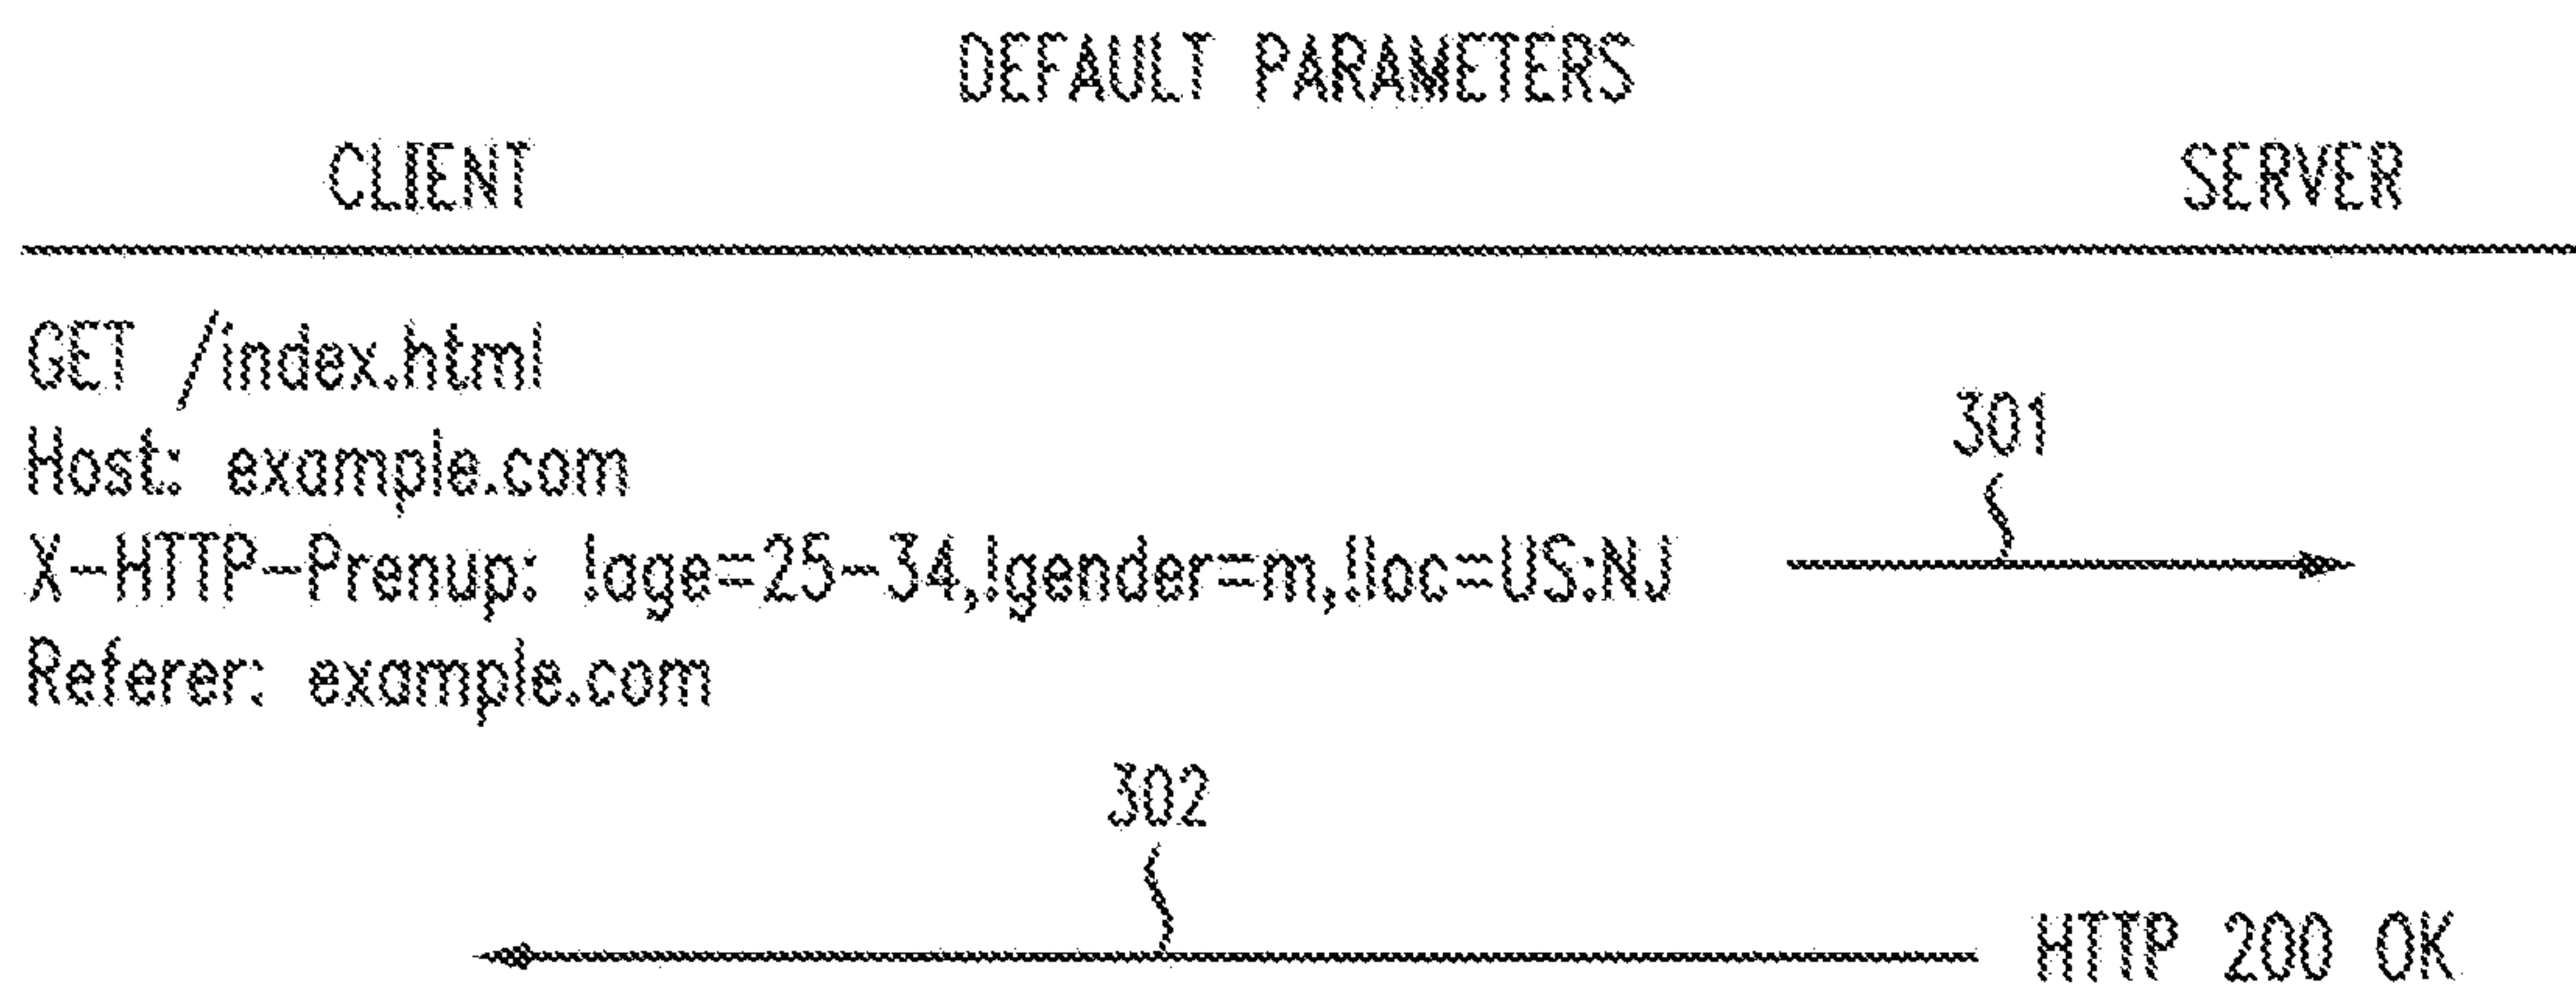 DEFAULT PARAMETERS
CLIENT SERVER
GET /index.html
Host: example.com
301
X-HTTP-Prenup: !age=25-34,!gender=m,!loc=US:NJ
Referer: example.com
302
HTTP 200 OK